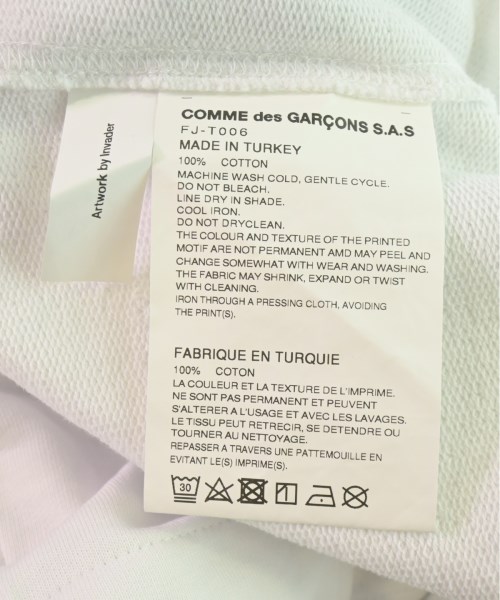 Artwork by Invader
COMME des GARÇONS S.A.S
FJ-T006
MADE IN TURKEY
100% COTTON
MACHINE WASH COLD, GENTLE CYCLE.
DO NOT BLEACH.
LINE DRY IN SHADE.
COOL IRON.
DO NOT DRYCLEAN.
THE COLOUR AND TEXTURE OF THE PRINTED
MOTIF ARE NOT PERMANENT AMD MAY PEEL AND
CHANGE SOMEWHAT WITH WEAR AND WASHING.
THE FABRIC MAY SHRINK, EXPAND OR TWIST
WITH CLEANING.
IRON THROUGH A PRESSING CLOTH, AVOIDING
THE PRINT(S).
FABRIQUE EN TURQUIE
100% COTON
LA COULEUR ET LA TEXTURE DE L'IMPRIME.
NE SONT PAS PERMANENT ET PEUVENT
S'ALTERER A L'USAGE ET AVEC LES LAVAGES.
LE TISSU PEUT RETRECIR, SE DETENDRE OU
TOURNER AU NETTOYAGE.
REPASSER A TRAVERS UNE PATTEMOUILLE EN
EVITANT LE(S) IMPRIME(S).
30